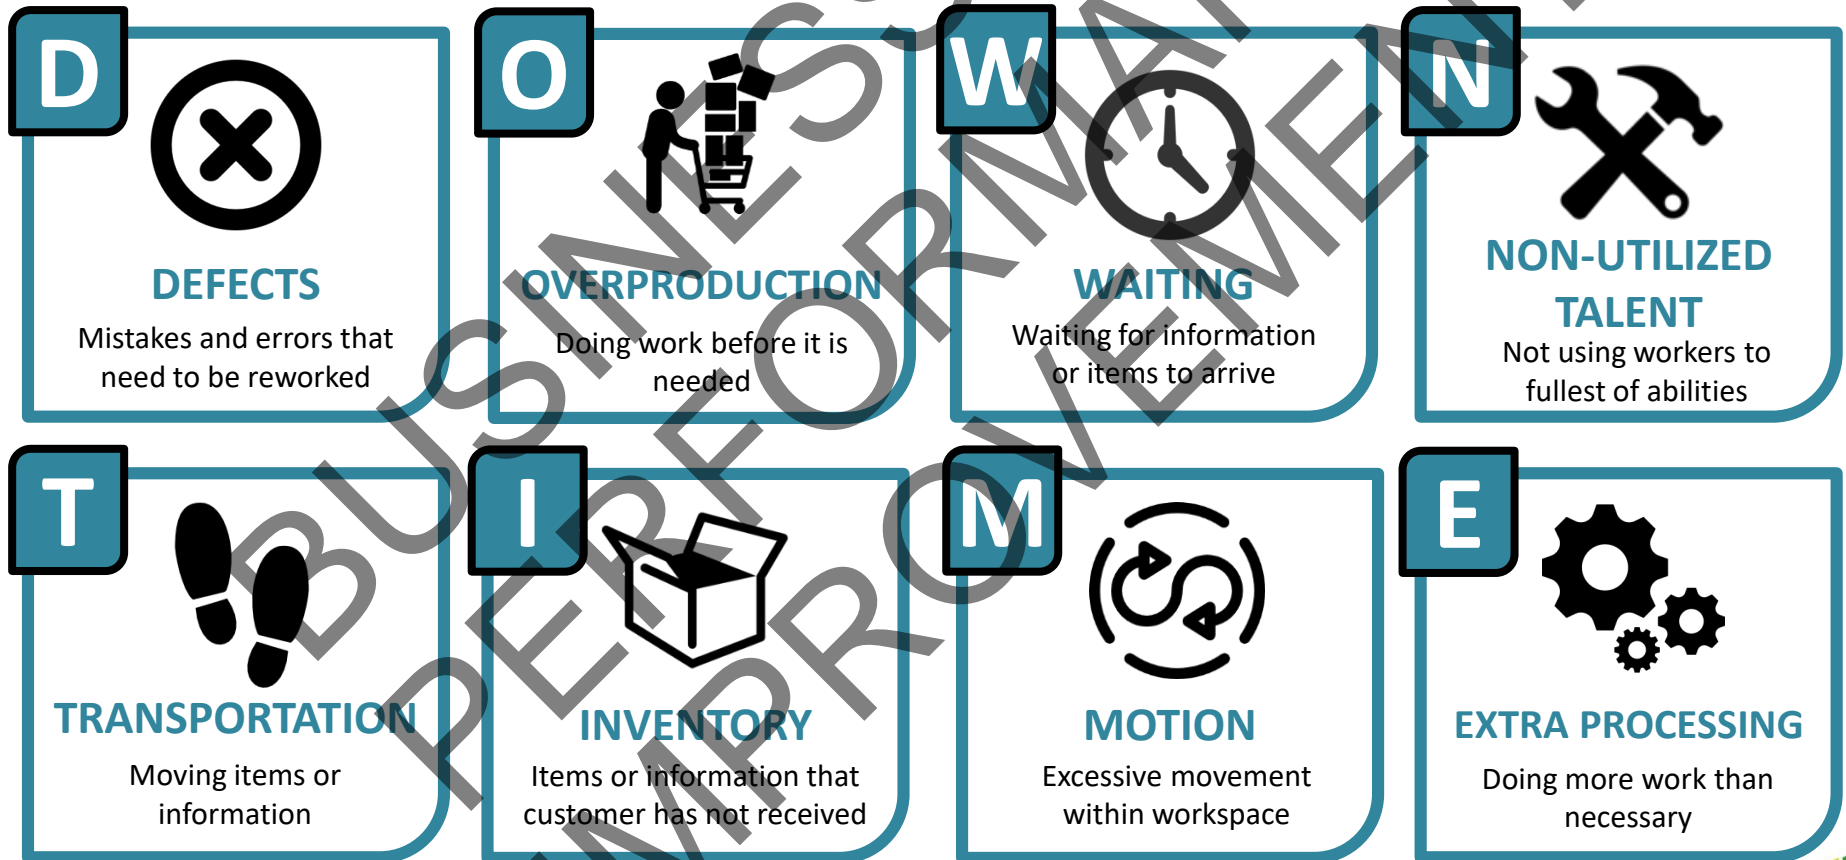 D
DEFECTS
Mistakes and errors that
need to be reworked
O
OVERPRODUCTION
Doing work before it is
needed
W
WAITING
Waiting for information
or items to arrive
N
NON-UTILIZED
TALENT
Not using workers to
fullest of abilities
T
TRANSPORTATION
Moving items or
information
I
INVENTORY
Items or information that
customer has not received
M
MOTION
Excessive movement
within workspace
E
EXTRA PROCESSING
Doing more work than
necessary
BUSINESS
IMPROVEMENT